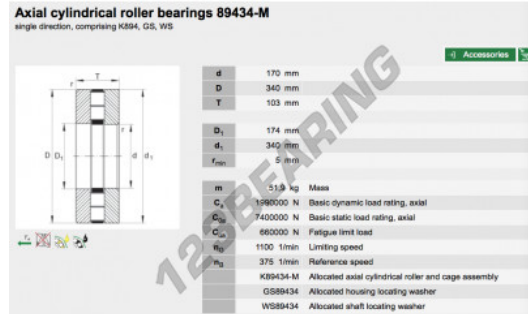 Axial cylindrical roller bearings 89434-M
single direction, comprising K894, GS, WS
Accessories
d 170 mm
D 340 mm
T 103 mm
D₁ 174 mm
d₁ 340 mm
rmin 5 mm
m 51,9 kg Mass
Ca 1990000 N Basic dynamic load rating, axial
C0a 7400000 N Basic static load rating, axial
Cua 660000 N Fatigue limit load
nG 1100 1/min Limiting speed
nB 375 1/min Reference speed
K89434-M Allocated axial cylindrical roller and cage assembly
GS89434 Allocated housing locating washer
WS89434 Allocated shaft locating washer
T
r
r
D D₁ d d₁
123BEARING